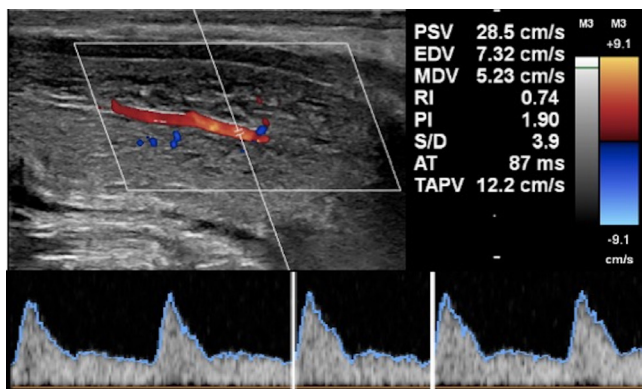 PSV 28.5 cm/s
EDV 7.32 cm/s
MDV 5.23 cm/s
RI 0.74
PI 1.90
S/D 3.9
AT 87 ms
TAPV 12.2 cm/s
M3 M3
+9.1
-9.1
cm/s